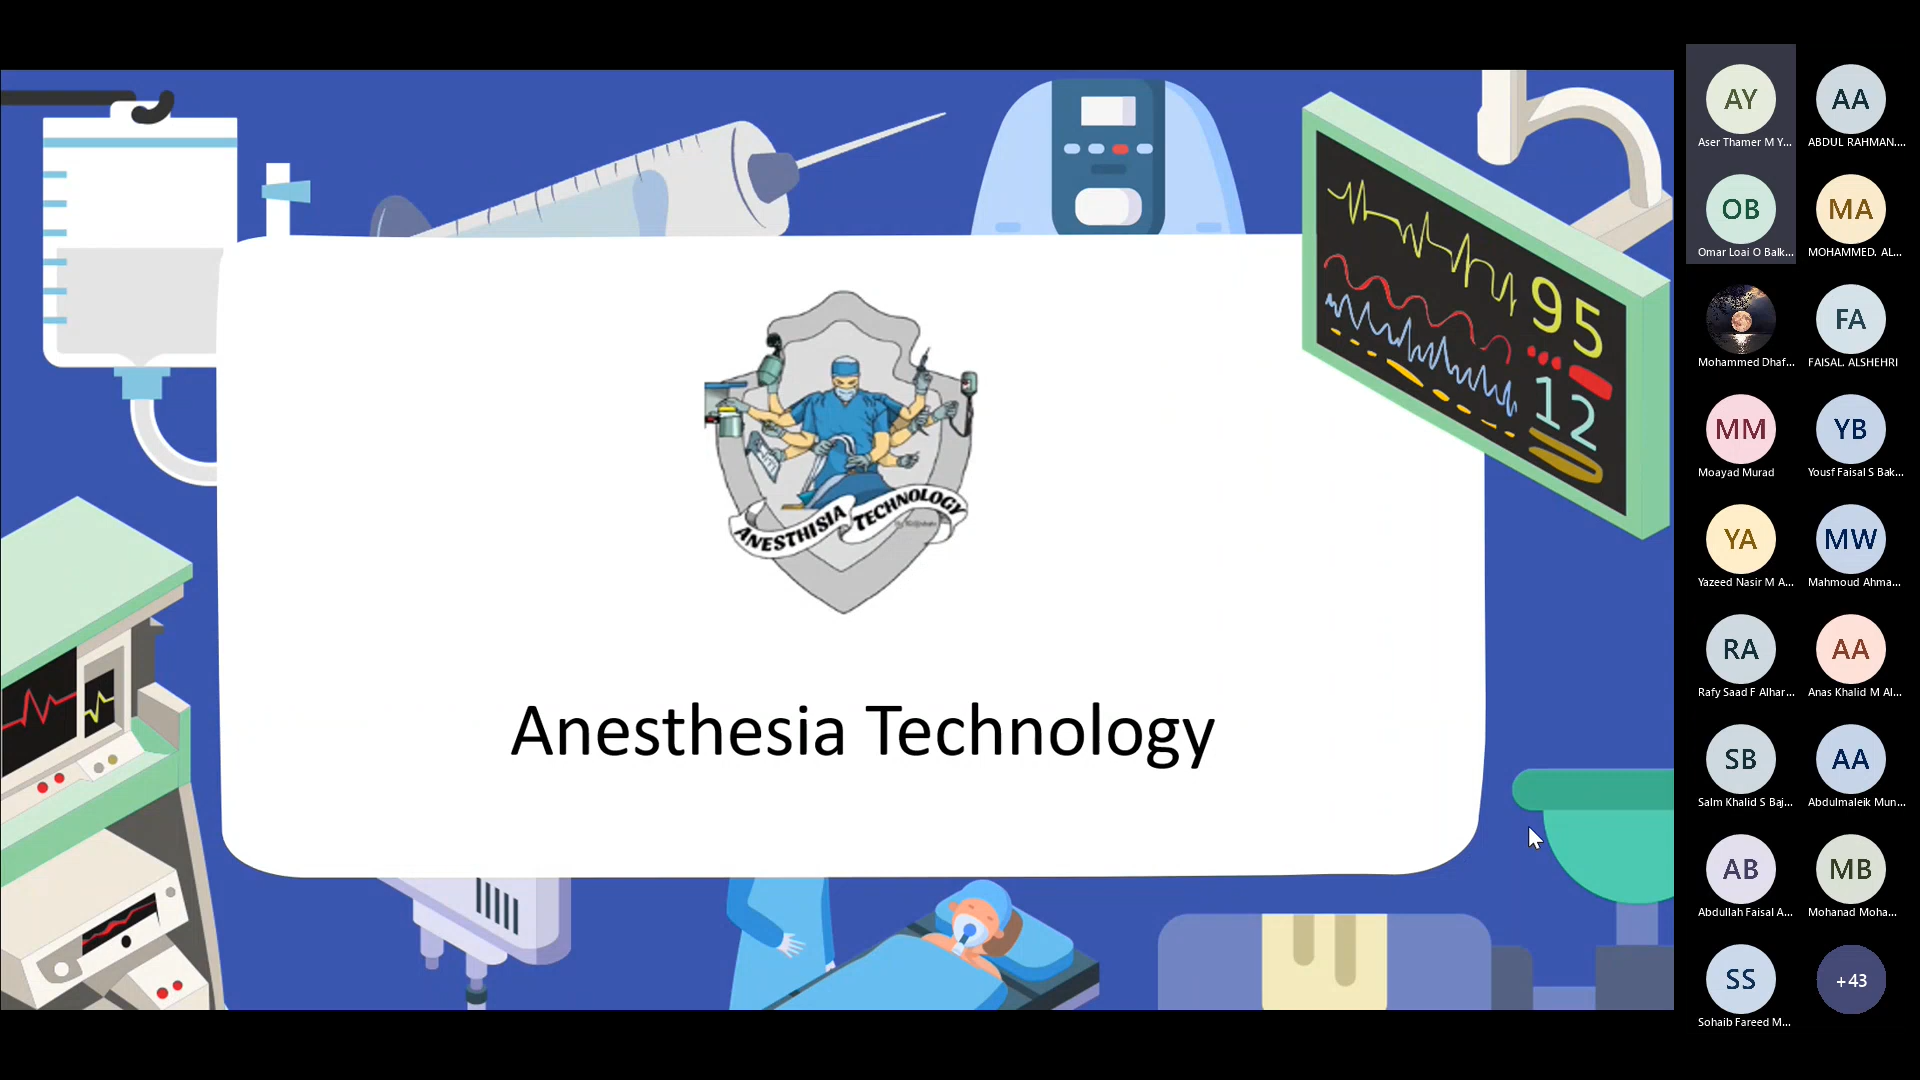 95
12
ANESTHISIA TECHNOLOGY
Anesthesia Technology
AY
AA
Aser Thamer M Y...
ABDUL RAHMAN....
OB
MA
Omar Loai O Balk...
MOHAMMED. AL...
FA
Mohammed Dhaf...
FAISAL. ALSHEHRI
MM
YB
Moayad Murad
Yousf Faisal S Bak...
YA
MW
Yazeed Nasir M A...
Mahmoud Ahma...
RA
AA
Rafy Saad F Alhar...
Anas Khalid M Al...
SB
AA
Salm Khalid S Baj...
Abdulmaleik Mun...
AB
MB
Abdullah Faisal A...
Mohanad Moha...
SS
+43
Sohaib Fareed M...